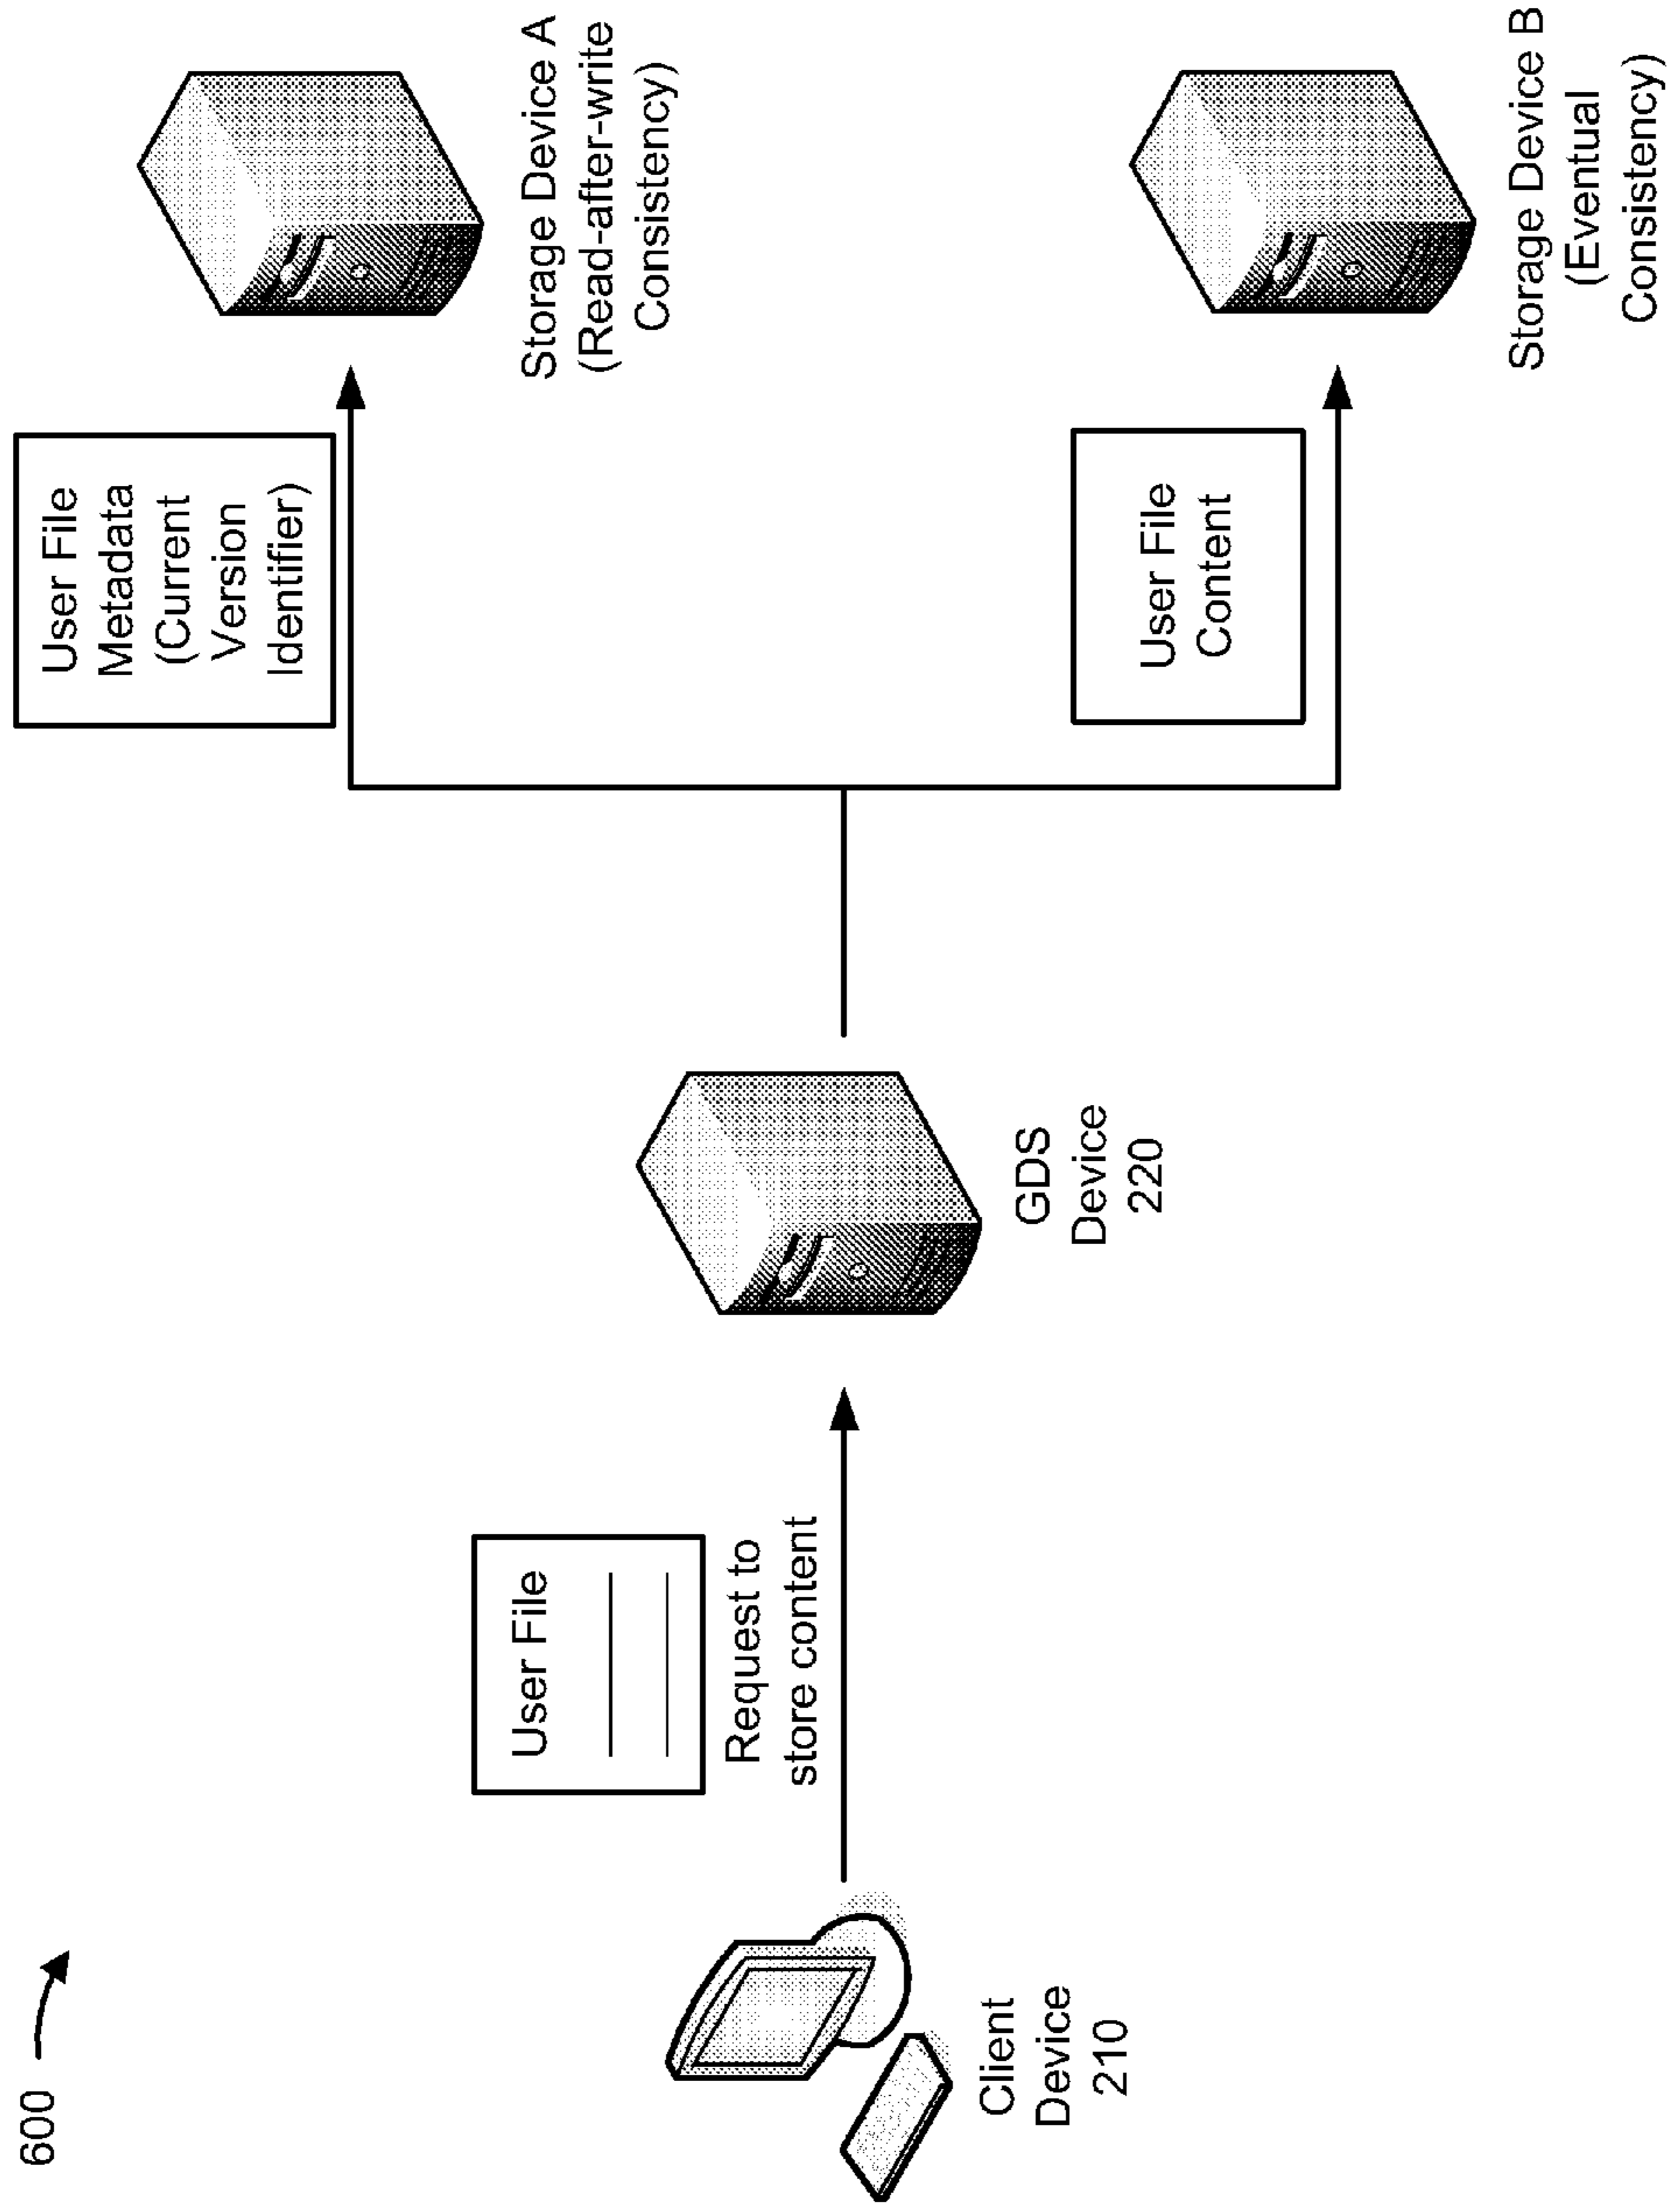 600
Client
Device
210
User File
Request to
store content
GDS
Device
220
User File
Metadata
(Current
Version
Identifier)
Storage Device A
(Read-after-write
Consistency)
User File
Content
Storage Device B
(Eventual
Consistency)